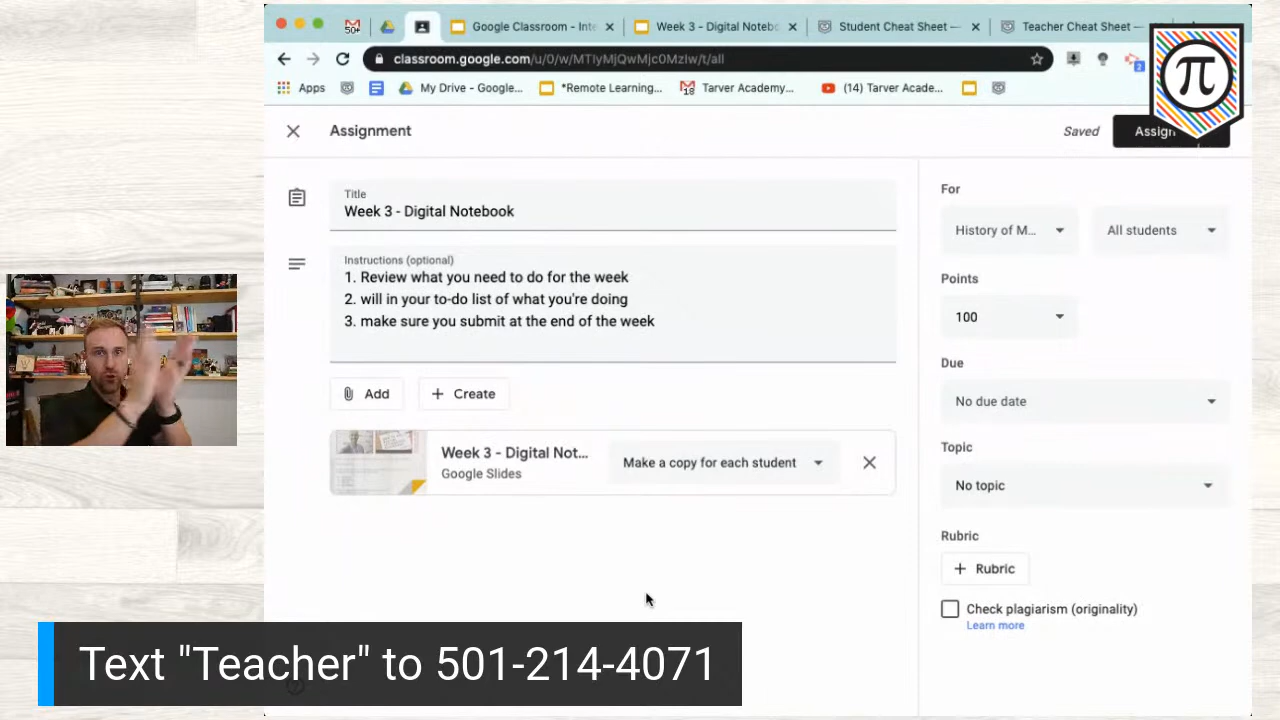 50+
Google Classroom - Inte
Week 3 - Digital Notebo
Student Cheat Sheet —
Teacher Cheat Sheet —
classroom.google.com/u/0/w/MTIyMjQwMjc0MzIw/t/all
2
Apps
My Drive - Google...
*Remote Learning...
18
Tarver Academy...
(14) Tarver Acade...
π
Assignment
Saved
Assign
Title
Week 3 - Digital Notebook
Instructions (optional)
1. Review what you need to do for the week
2. will in your to-do list of what you're doing
3. make sure you submit at the end of the week
Add
+ Create
Week 3 - Digital Not...
Google Slides
Make a copy for each student
For
History of M...
All students
Points
100
Due
No due date
Topic
No topic
Rubric
+ Rubric
Check plagiarism (originality)
Learn more
Text "Teacher" to 501-214-4071